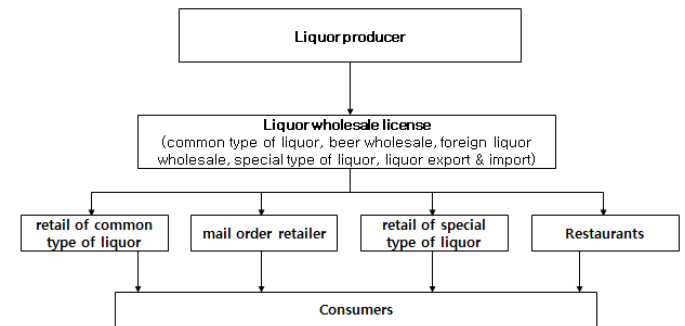 Liquor producer
Liquor wholesale license
(common type of liquor, beer wholesale, foreign liquor
wholesale, special type of liquor, liquor export & import)
retail of common
type of liquor
mail order retailer
retail of special
type of liquor
Restaurants
Consumers